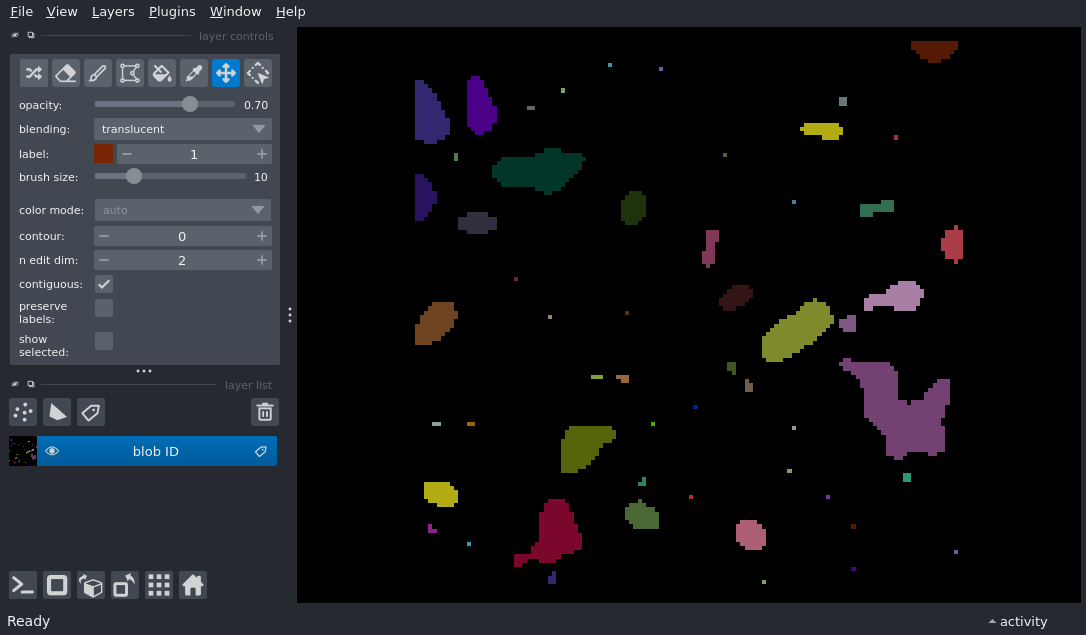 File View Layers Plugins Window Help
layer controls
opacity: 0.70
blending: translucent
label: 1
brush size: 10
color mode: auto
contour: 0
n edit dim: 2
contiguous:
preserve
labels:
show
selected:
layer list
blob ID
Ready
activity